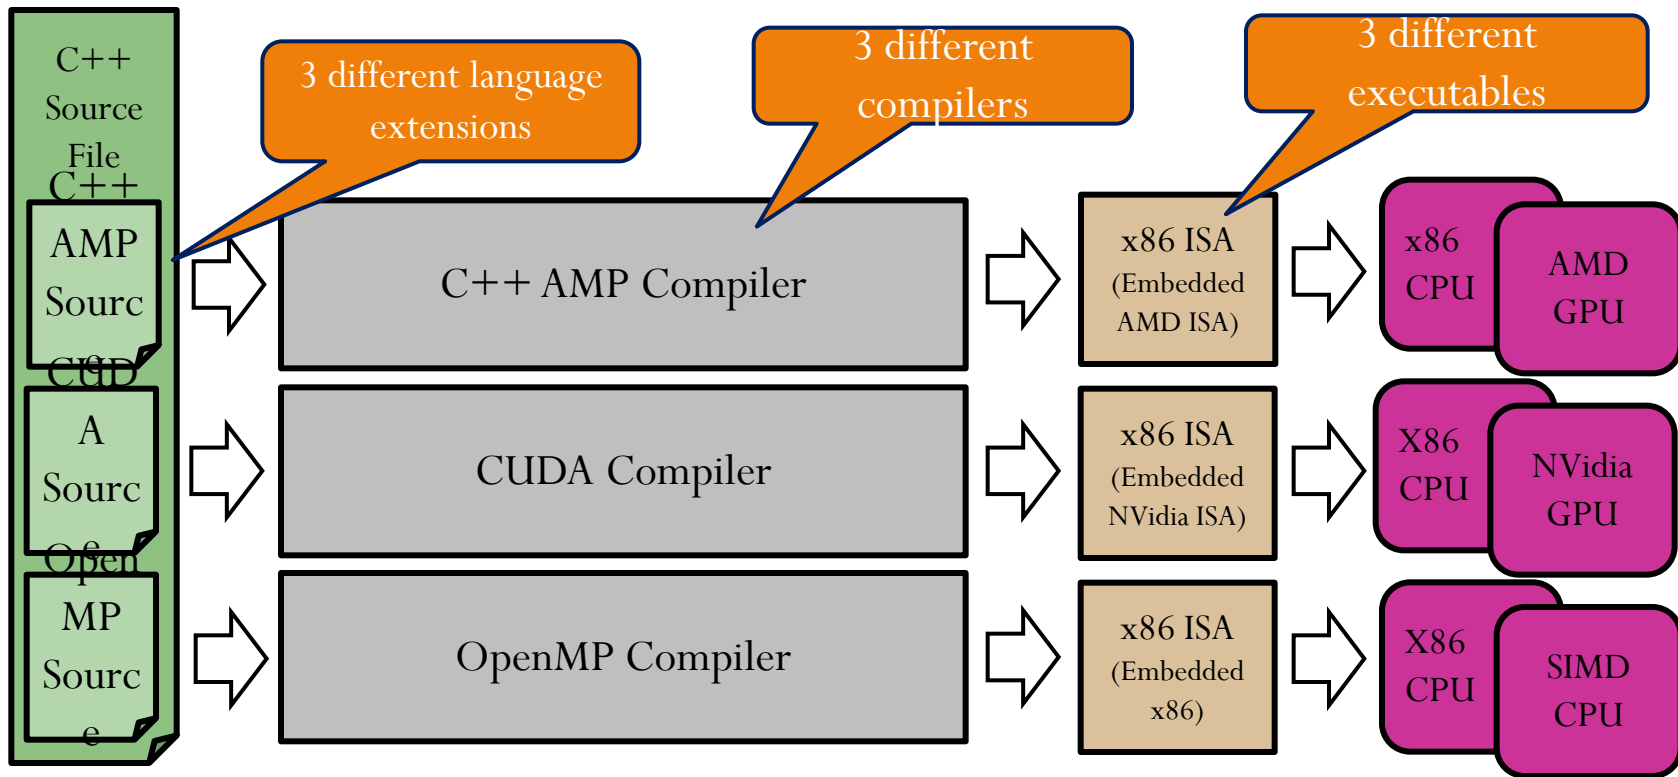 C++
Source
File
C++
AMP
Sourc
e
CUD
A
Sourc
e
Open
MP
Sourc
e
3 different language
extensions
3 different
compilers
3 different
executables
C++ AMP Compiler
x86 ISA
(Embedded
AMD ISA)
x86
CPU
AMD
GPU
CUDA Compiler
x86 ISA
(Embedded
NVidia ISA)
X86
CPU
NVidia
GPU
OpenMP Compiler
x86 ISA
(Embedded
x86)
X86
CPU
SIMD
CPU